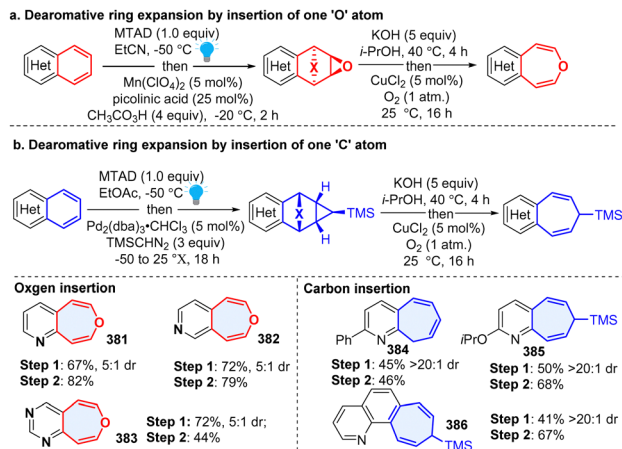 a. Dearomative ring expansion by insertion of one 'O' atom
MTAD (1.0 equiv)
EtCN, -50 °C
then
Mn(ClO4)2 (5 mol%)
picolinic acid (25 mol%)
CH3CO3H (4 equiv), -20 °C, 2 h
Het
Het
X
O
KOH (5 equiv)
i-PrOH, 40 °C, 4 h
then
CuCl2 (5 mol%)
O2 (1 atm.)
25 °C, 16 h
Het
O
b. Dearomative ring expansion by insertion of one 'C' atom
MTAD (1.0 equiv)
EtOAc, -50 °C
then
Pd2(dba)3•CHCl3 (5 mol%)
TMSCHN2 (3 equiv)
-50 to 25 °X, 18 h
Het
Het
X
H
H
TMS
KOH (5 equiv)
i-PrOH, 40 °C, 4 h
then
CuCl2 (5 mol%)
O2 (1 atm.)
25 °C, 16 h
Het
TMS
Oxgen insertion
N
O
381
Step 1: 67%, 5:1 dr
Step 2: 82%
N
O
382
Step 1: 72%, 5:1 dr
Step 2: 79%
N
N
O
383
Step 1: 72%, 5:1 dr;
Step 2: 44%
Carbon insertion
Ph
N
384
Step 1: 45% >20:1 dr
Step 2: 46%
iPrO
N
TMS
385
Step 1: 50% >20:1 dr
Step 2: 68%
N
TMS
386
Step 1: 41% >20:1 dr
Step 2: 67%